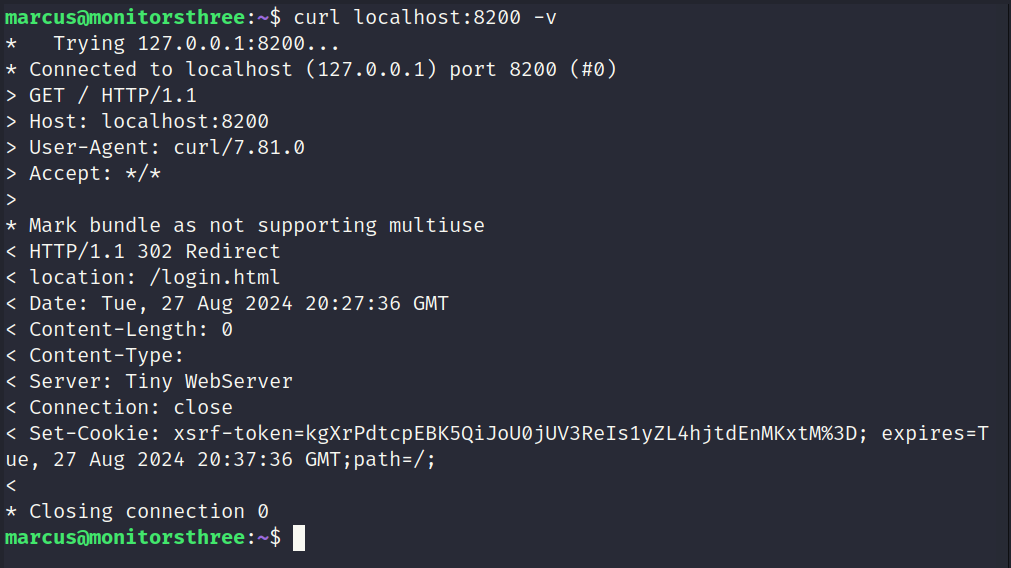 marcus@monitorsthree:~$ curl localhost:8200 -v
*   Trying 127.0.0.1:8200...
* Connected to localhost (127.0.0.1) port 8200 (#0)
> GET / HTTP/1.1
> Host: localhost:8200
> User-Agent: curl/7.81.0
> Accept: */*
>
* Mark bundle as not supporting multiuse
< HTTP/1.1 302 Redirect
< location: /login.html
< Date: Tue, 27 Aug 2024 20:27:36 GMT
< Content-Length: 0
< Content-Type:
< Server: Tiny WebServer
< Connection: close
< Set-Cookie: xsrf-token=kgXrPdtcpEBK5QiJoU0jUV3ReIs1yZL4hjtdEnMKxtM%3D; expires=T
ue, 27 Aug 2024 20:37:36 GMT;path=/;
<
* Closing connection 0
marcus@monitorsthree:~$